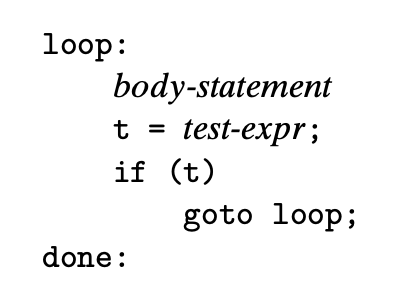 loop:
body-statement
t = test-expr;
if (t)
goto loop;
done: